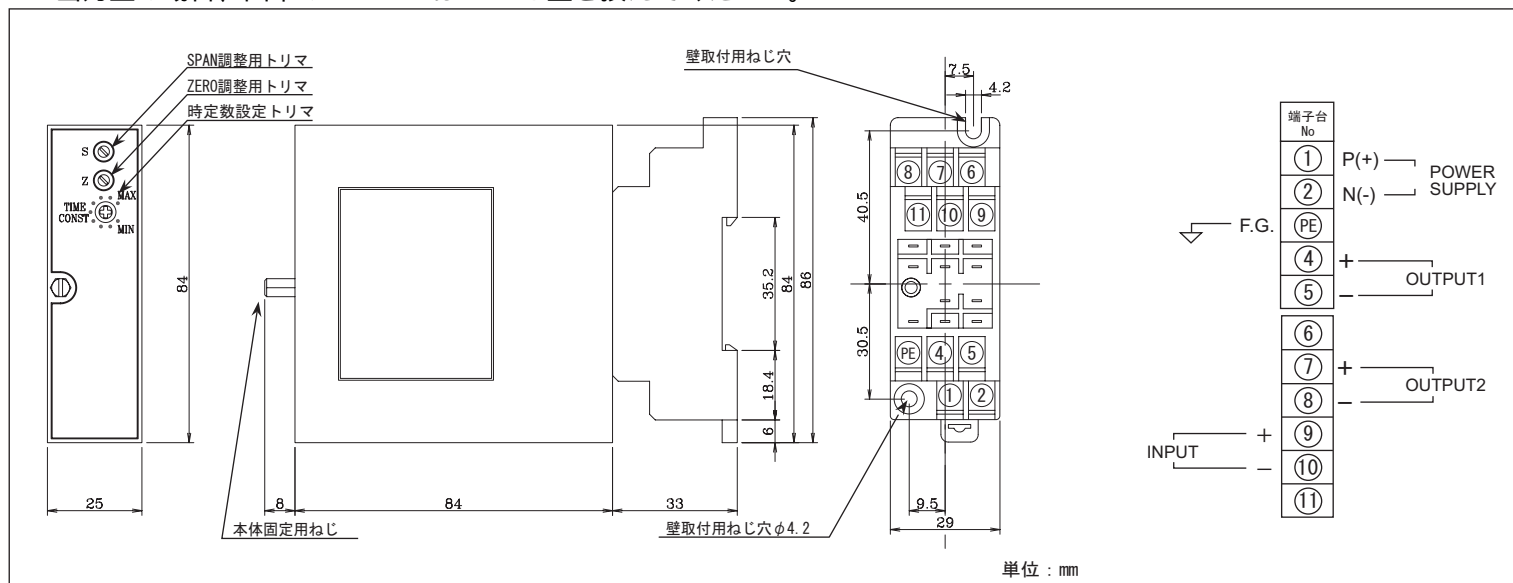 SPAN調整用トリマ
ZERO調整用トリマ
時定数設定トリマ
S
Z
TIME
CONST
MAX
MIN
84
25
8
84
33
本体固定用ねじ
35.2
18.4
6
84
86
壁取付用ねじ穴
7.5
4.2
40.5
30.5
⑧ ⑦ ⑥
⑪ ⑩ ⑨
PE ④ ⑤
① ②
9.5
29
壁取付用ねじ穴φ4.2
単位：mm
端子台
No
① P(+)
② N(-)
POWER
SUPPLY
PE F.G.
④ +
⑤ −
OUTPUT1
⑥
⑦ +
⑧ −
OUTPUT2
⑨ +
⑩ −
INPUT
⑪